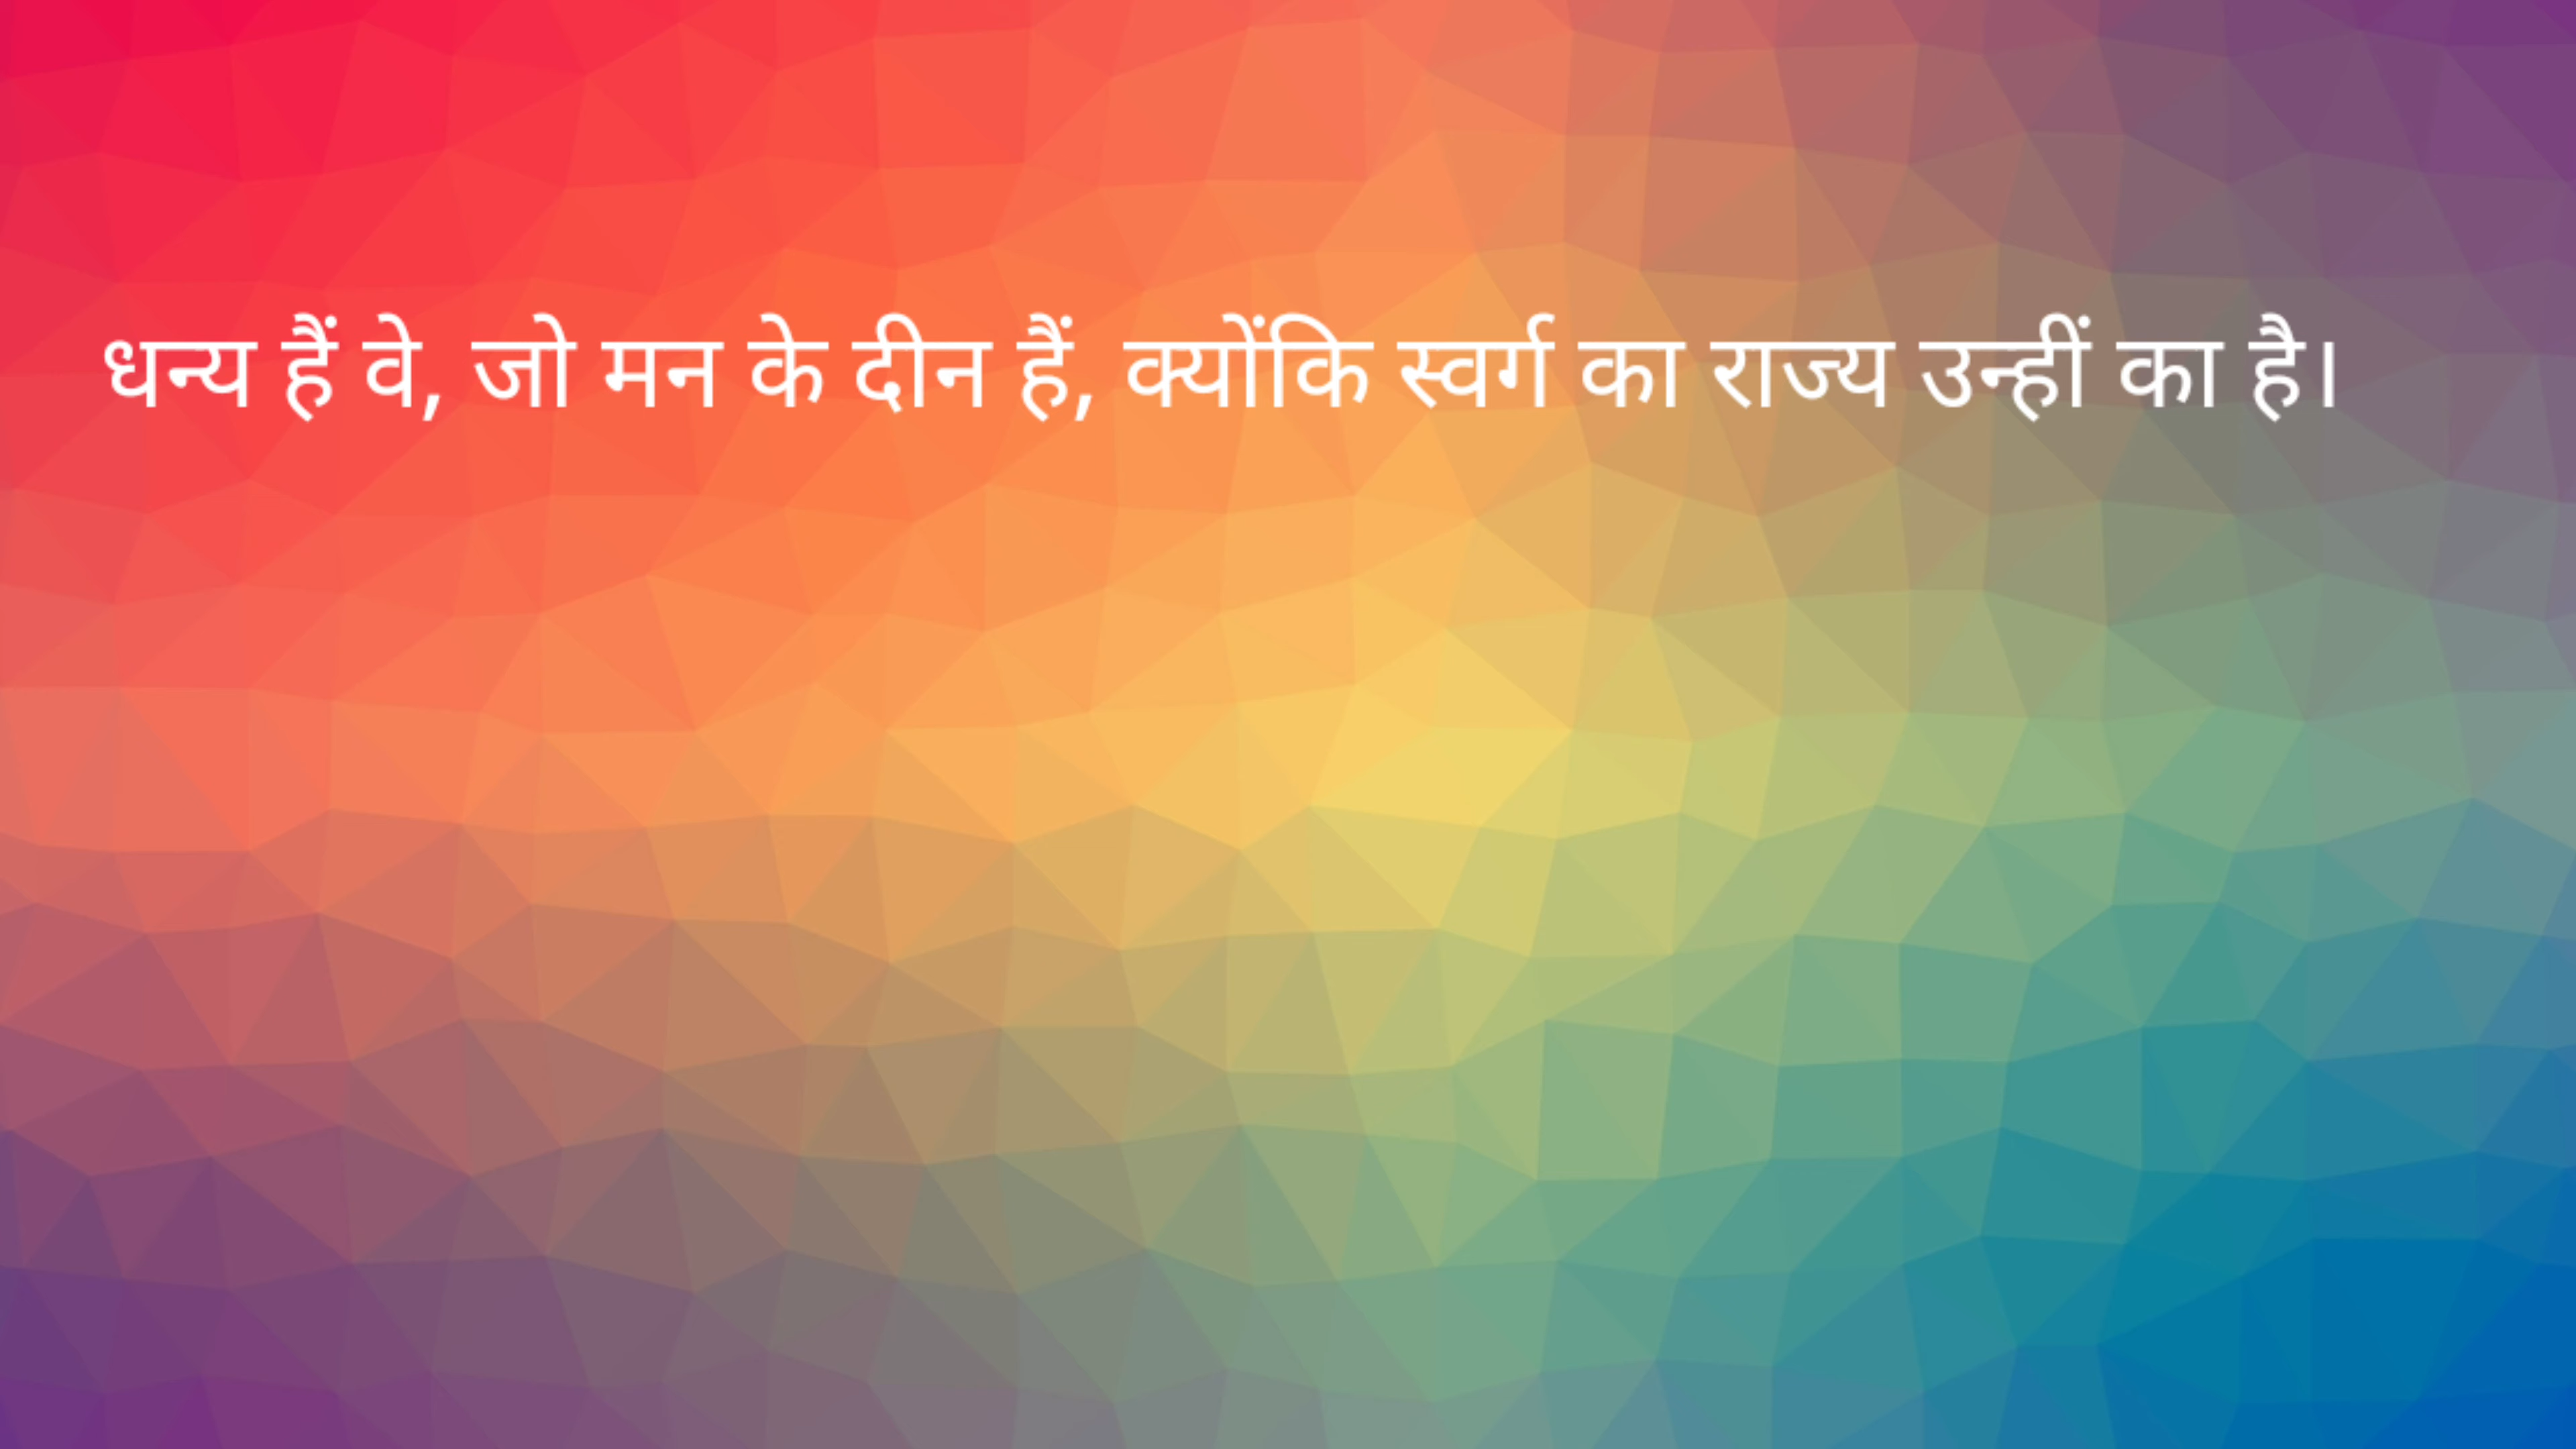 धन्य हैं वे, जो मन के दीन हैं, क्योंकि स्वर्ग का राज्य उन्हीं का है।